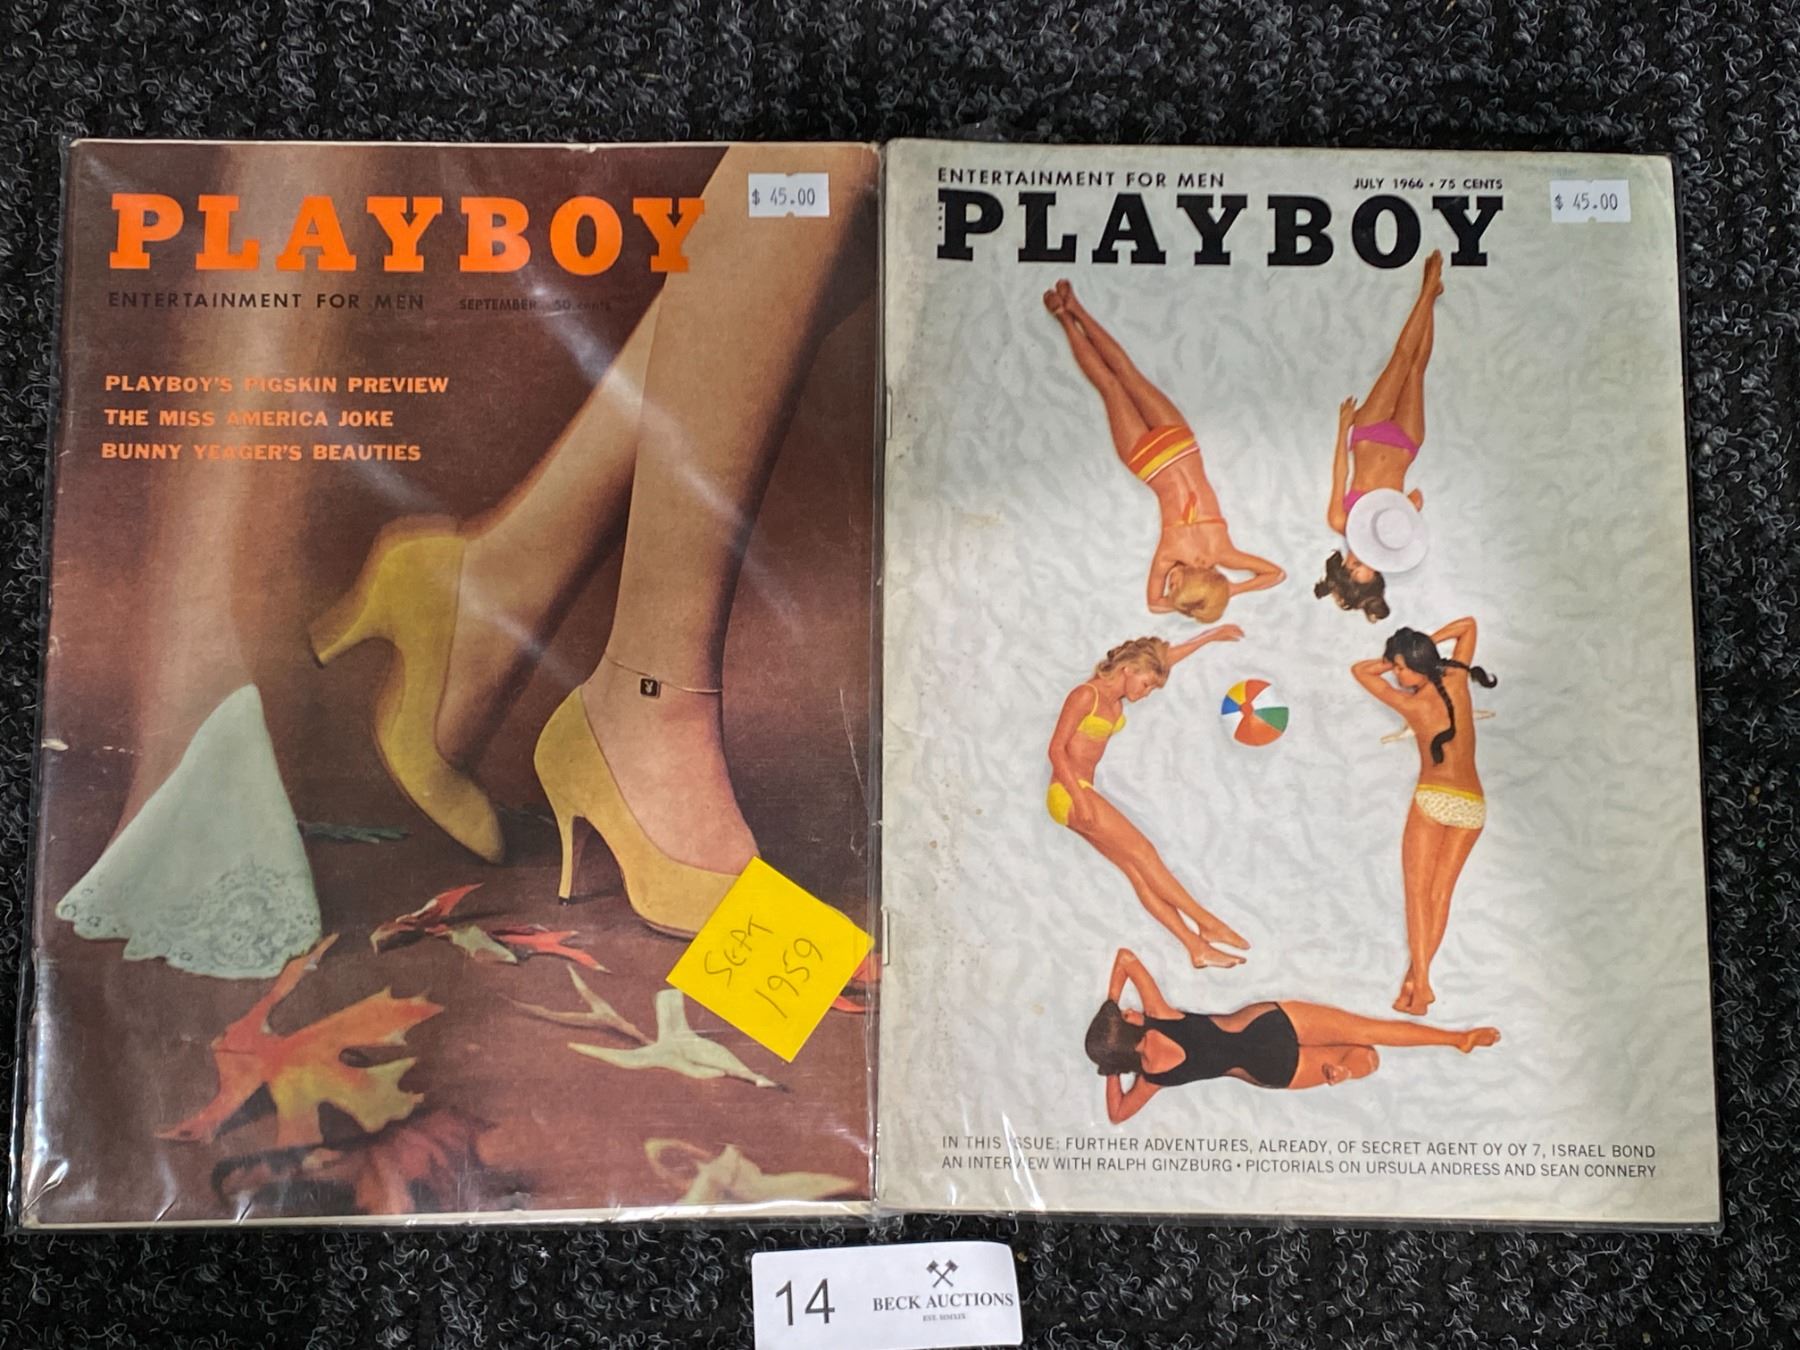 PLAYBOY
$ 45.00
ENTERTAINMENT FOR MEN SEPTEMBER 50 cents
PLAYBOY'S PIGSKIN PREVIEW
THE MISS AMERICA JOKE
BUNNY YEAGER'S BEAUTIES
SEPT
1959
ENTERTAINMENT FOR MEN JULY 1966 • 75 CENTS
PLAYBOY
$ 45.00
IN THIS ISSUE: FURTHER ADVENTURES, ALREADY, OF SECRET AGENT OY OY 7, ISRAEL BOND
AN INTERVIEW WITH RALPH GINZBURG • PICTORIALS ON URSULA ANDRESS AND SEAN CONNERY
14
BECK AUCTIONS
EST. MMXIX